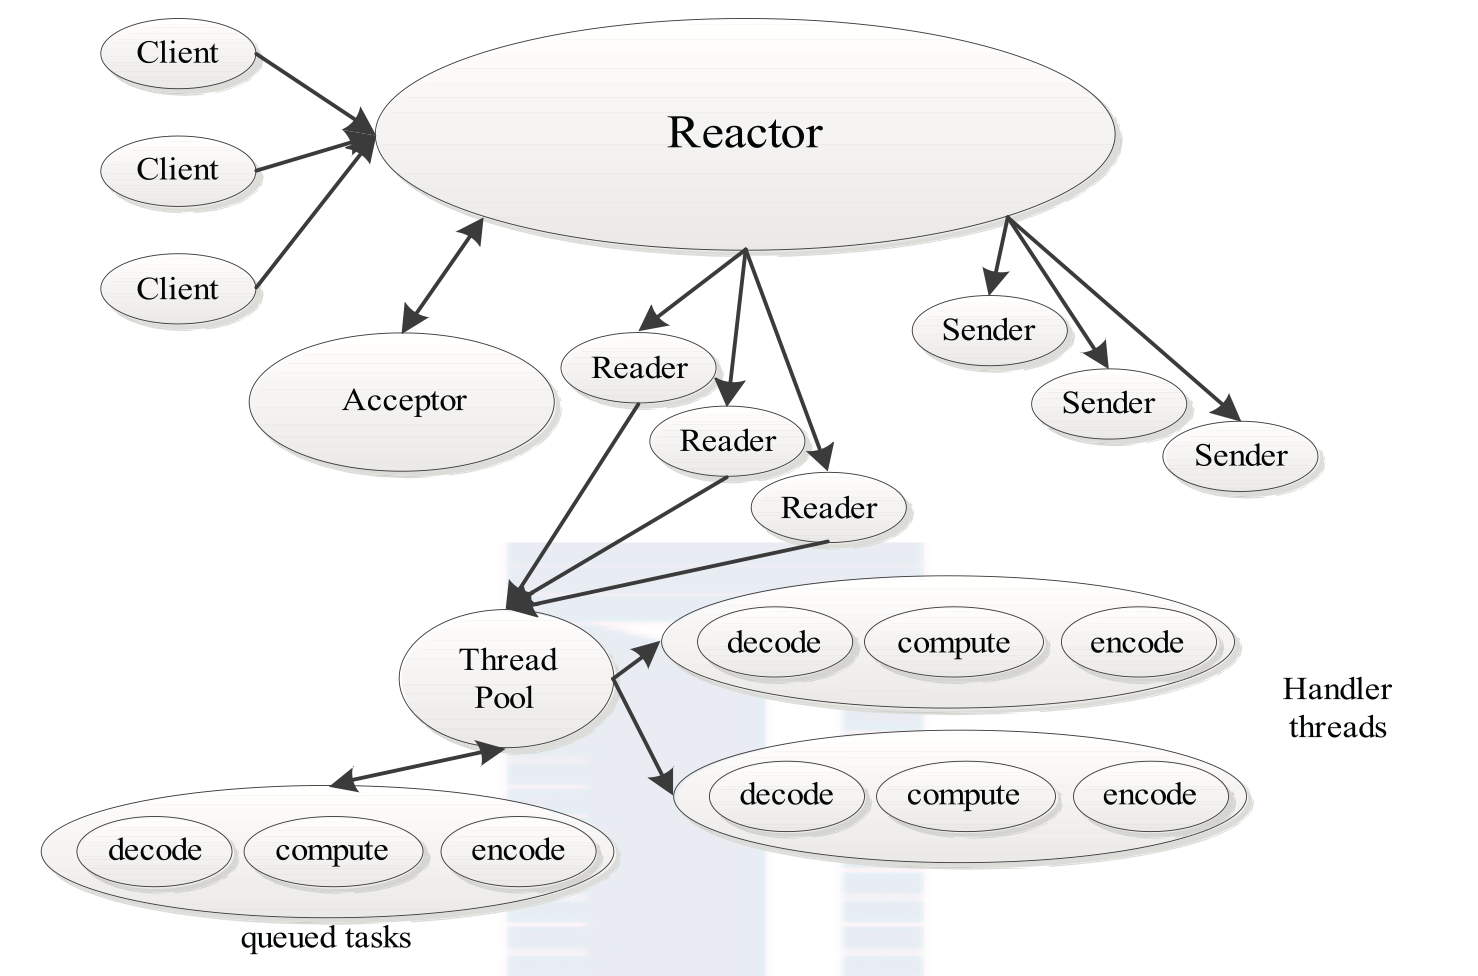 Client
Reactor
Client
Client
Acceptor
Reader
Reader
Reader
Sender
Sender
Sender
Thread
Pool
decode
compute
encode
Handler
threads
decode
compute
encode
decode
compute
encode
queued tasks